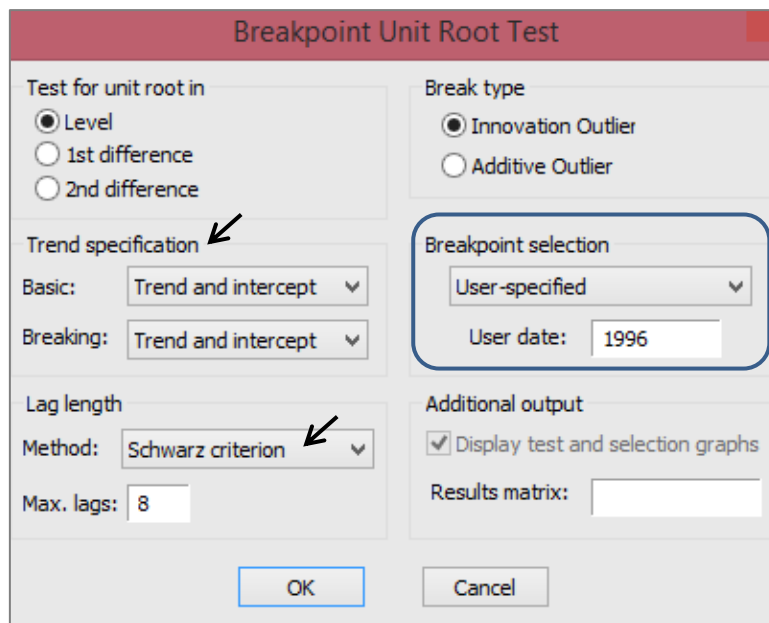 Breakpoint Unit Root Test
Test for unit root in
Level
1st difference
2nd difference
Break type
Innovation Outlier
Additive Outlier
Trend specification
Basic: Trend and intercept
Breaking: Trend and intercept
Breakpoint selection
User-specified
User date: 1996
Lag length
Method: Schwarz criterion
Max. lags: 8
Additional output
Display test and selection graphs
Results matrix:
OK
Cancel